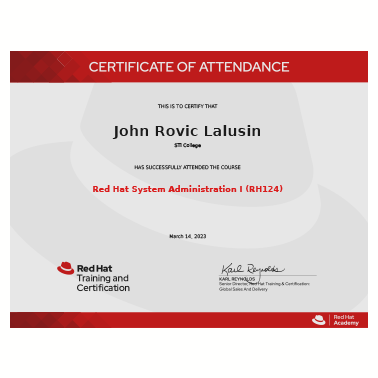 CERTIFICATE OF ATTENDANCE
THIS IS TO CERTIFY THAT
John Rovic Lalusin
STI College
HAS SUCCESSFULLY ATTENDED THE COURSE
Red Hat System Administration I (RH124)
March 14, 2023
Red Hat
Training and
Certification
Karl Reynolds
KARL REYNOLDS
Senior Director, Red Hat Training & Certification
Global Sales And Delivery
Red Hat
Academy